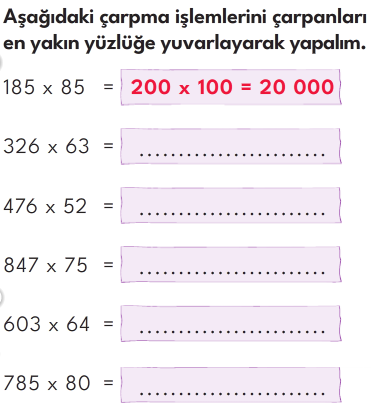 Aşağıdaki çarpma işlemlerini çarpanları
en yakın yüzlüğe yuvarlayarak yapalım.
185 x 85 = 200 x 100 = 20 000
326 x 63 = ........................
476 x 52 = ........................
847 x 75 = ........................
603 x 64 = ........................
785 x 80 = ........................